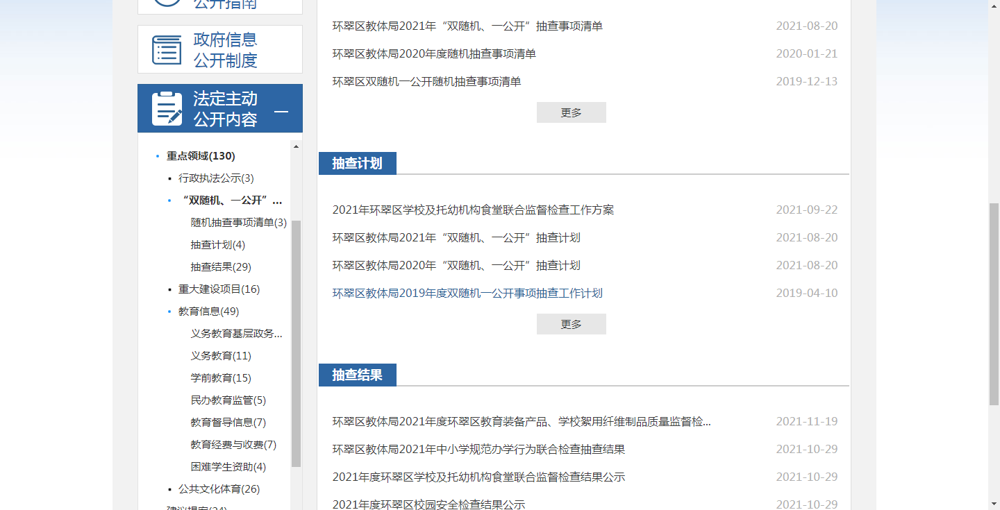 公开指南
政府信息
公开制度
法定主动
公开内容
重点领域(130)
行政执法公示(3)
“双随机、一公开”...
随机抽查事项清单(3)
抽查计划(4)
抽查结果(29)
重大建设项目(16)
教育信息(49)
义务教育基层政务...
义务教育(11)
学前教育(15)
民办教育监管(5)
教育督导信息(7)
教育经费与收费(7)
困难学生资助(4)
公共文化体育(26)
建议提案(24)
环翠区教体局2021年“双随机、一公开”抽查事项清单 2021-08-20
环翠区教体局2020年度随机抽查事项清单 2020-01-21
环翠区双随机一公开随机抽查事项清单 2019-12-13
更多
抽查计划
2021年环翠区学校及托幼机构食堂联合监督检查工作方案 2021-09-22
环翠区教体局2021年“双随机、一公开”抽查计划 2021-08-20
环翠区教体局2020年“双随机、一公开”抽查计划 2021-08-20
环翠区教体局2019年度双随机一公开事项抽查工作计划 2019-04-10
更多
抽查结果
环翠区教体局2021年度环翠区教育装备产品、学校絮用纤维制品质量监督检... 2021-11-19
环翠区教体局2021年中小学规范办学行为联合检查抽查结果 2021-10-29
2021年度环翠区学校及托幼机构食堂联合监督检查结果公示 2021-10-29
2021年度环翠区校园安全检查结果公示 2021-10-29